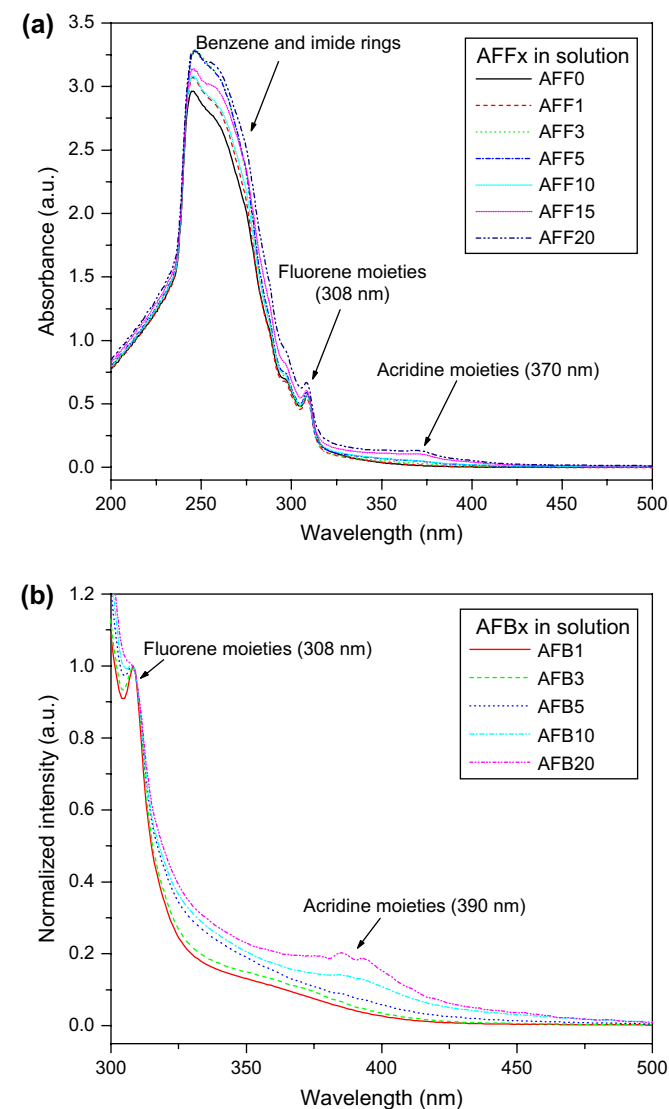 (a)
3.5
3.0
2.5
2.0
1.5
1.0
0.5
0.0
Absorbance (a.u.)
Benzene and imide rings
AFFx in solution
AFF0
AFF1
AFF3
AFF5
AFF10
AFF15
AFF20
Fluorene moieties
(308 nm)
Acridine moieties (370 nm)
200 250 300 350 400 450 500
Wavelength (nm)
(b)
1.2
1.0
0.8
0.6
0.4
0.2
0.0
Normalized intensity (a.u.)
Fluorene moieties (308 nm)
AFBx in solution
AFB1
AFB3
AFB5
AFB10
AFB20
Acridine moieties (390 nm)
300 350 400 450 500
Wavelength (nm)